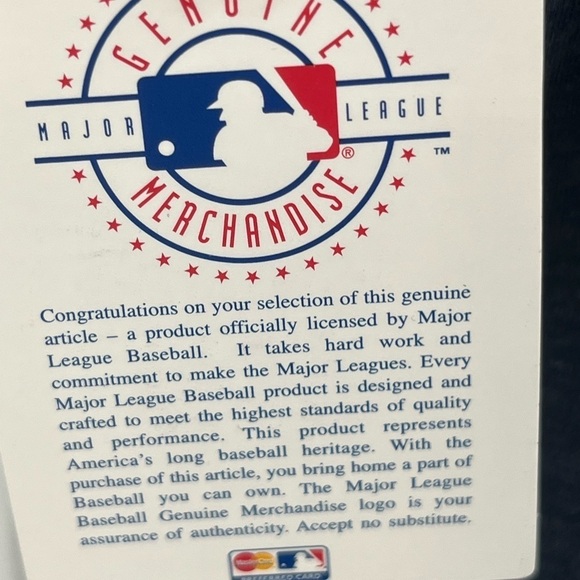 GENUINE
MAJOR LEAGUE
® ™
MERCHANDISE
Congratulations on your selection of this genuine
article – a product officially licensed by Major
League Baseball. It takes hard work and
commitment to make the Major Leagues. Every
Major League Baseball product is designed and
crafted to meet the highest standards of quality
and performance. This product represents
America's long baseball heritage. With the
purchase of this article, you bring home a part of
Baseball you can own. The Major League
Baseball Genuine Merchandise logo is your
assurance of authenticity. Accept no substitute.
MasterCard
PREFERRED CARD